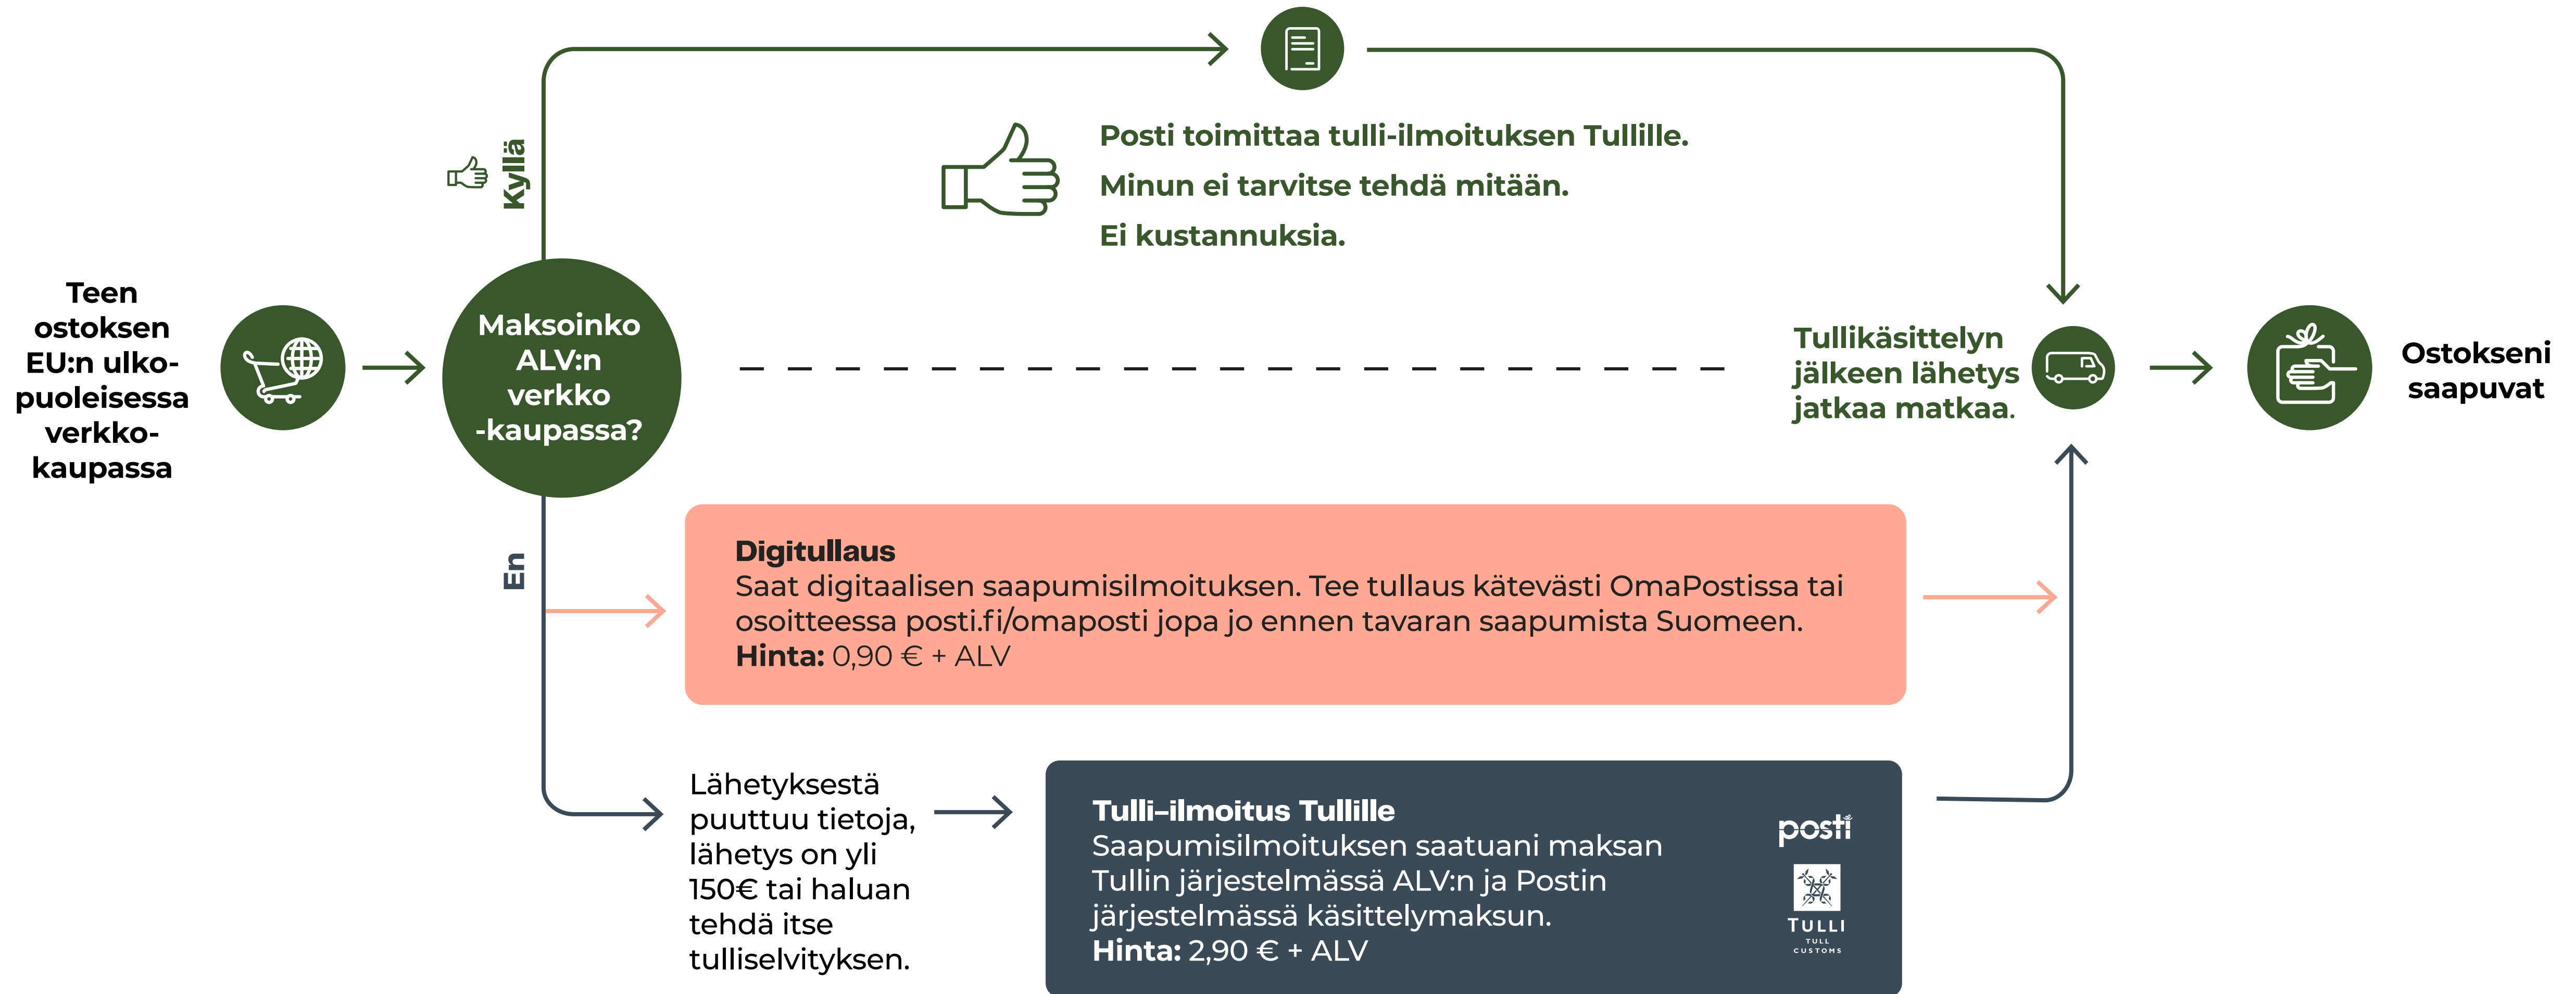 Teen
ostoksen
EU:n ulko-
puoleisessa
verkko-
kaupassa
Maksoinko
ALV:n
verkko
-kaupassa?
Kyllä
Posti toimittaa tulli-ilmoituksen Tullille.
Minun ei tarvitse tehdä mitään.
Ei kustannuksia.
En
Digitullaus
Saat digitaalisen saapumisilmoituksen. Tee tullaus kätevästi OmaPostissa tai
osoitteessa posti.fi/omaposti jopa jo ennen tavaran saapumista Suomeen.
Hinta: 0,90 € + ALV
Lähetyksestä
puuttuu tietoja,
lähetys on yli
150€ tai haluan
tehdä itse
tulliselvityksen.
Tulli-ilmoitus Tullille
Saapumisilmoituksen saatuani maksan
Tullin järjestelmässä ALV:n ja Postin
järjestelmässä käsittelymaksun.
Hinta: 2,90 € + ALV
posti
TULLI
TULL
CUSTOMS
Tullikäsittelyn
jälkeen lähetys
jatkaa matkaa.
Ostokseni
saapuvat